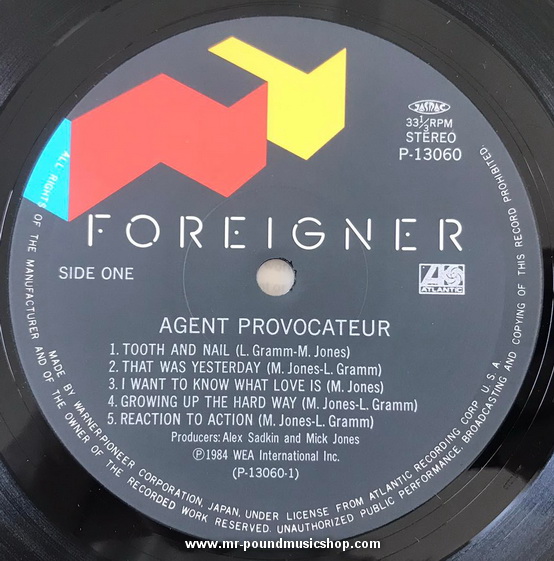 JASRAC
33⅓RPM
STEREO
P-13060
FOREIGNER
SIDE ONE
ATLANTIC
AGENT PROVOCATEUR
1. TOOTH AND NAIL (L. Gramm-M. Jones)
2. THAT WAS YESTERDAY (M. Jones-L. Gramm)
3. I WANT TO KNOW WHAT LOVE IS (M. Jones)
4. GROWING UP THE HARD WAY (M. Jones-L. Gramm)
5. REACTION TO ACTION (M. Jones-L. Gramm)
Producers: Alex Sadkin and Mick Jones
Ⓟ1984 WEA International Inc.
(P-13060-1)
MADE BY WARNER-PIONEER CORPORATION, JAPAN, UNDER LICENSE FROM ATLANTIC RECORDING CORP. U.S.A.
ALL RIGHTS OF THE MANUFACTURER AND OF THE OWNER OF THE RECORDED WORK RESERVED. UNAUTHORIZED PUBLIC PERFORMANCE, BROADCASTING AND COPYING OF THIS RECORD PROHIBITED
www.mr-poundmusicshop.com